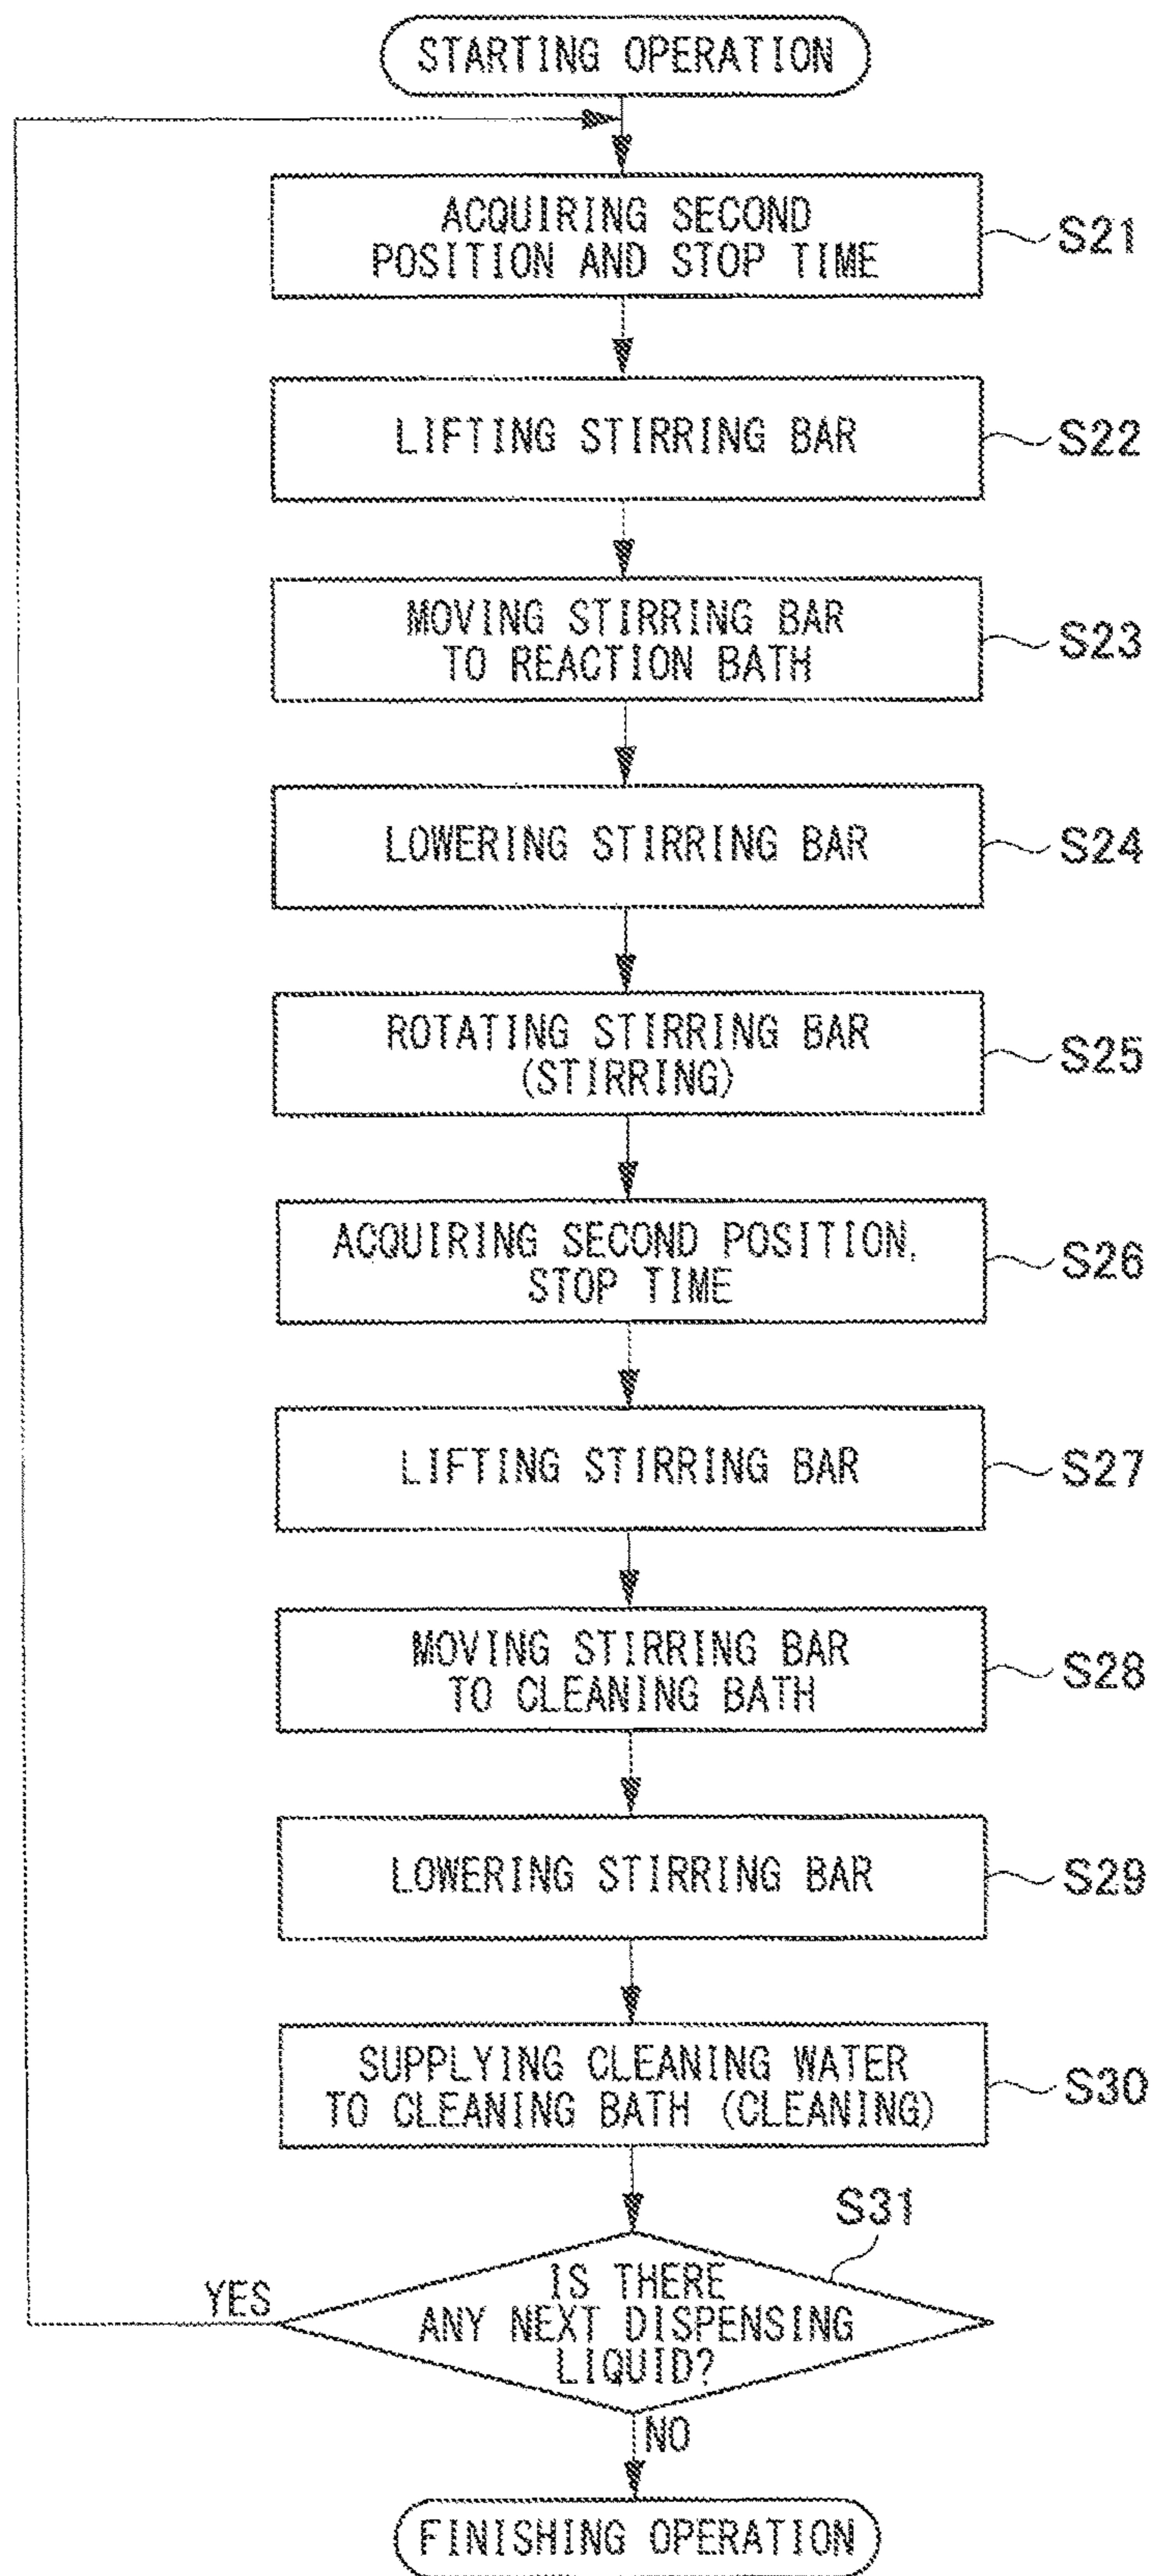 STARTING OPERATION
ACQUIRING SECOND
POSITION AND STOP TIME
S21
LIFTING STIRRING BAR
S22
MOVING STIRRING BAR
TO REACTION BATH
S23
LOWERING STIRRING BAR
S24
ROTATING STIRRING BAR
(STIRRING)
S25
ACQUIRING SECOND POSITION,
STOP TIME
S26
LIFTING STIRRING BAR
S27
MOVING STIRRING BAR
TO CLEANING BATH
S28
LOWERING STIRRING BAR
S29
SUPPLYING CLEANING WATER
TO CLEANING BATH (CLEANING)
S30
S31
IS THERE
ANY NEXT DISPENSING
LIQUID?
YES
NO
FINISHING OPERATION